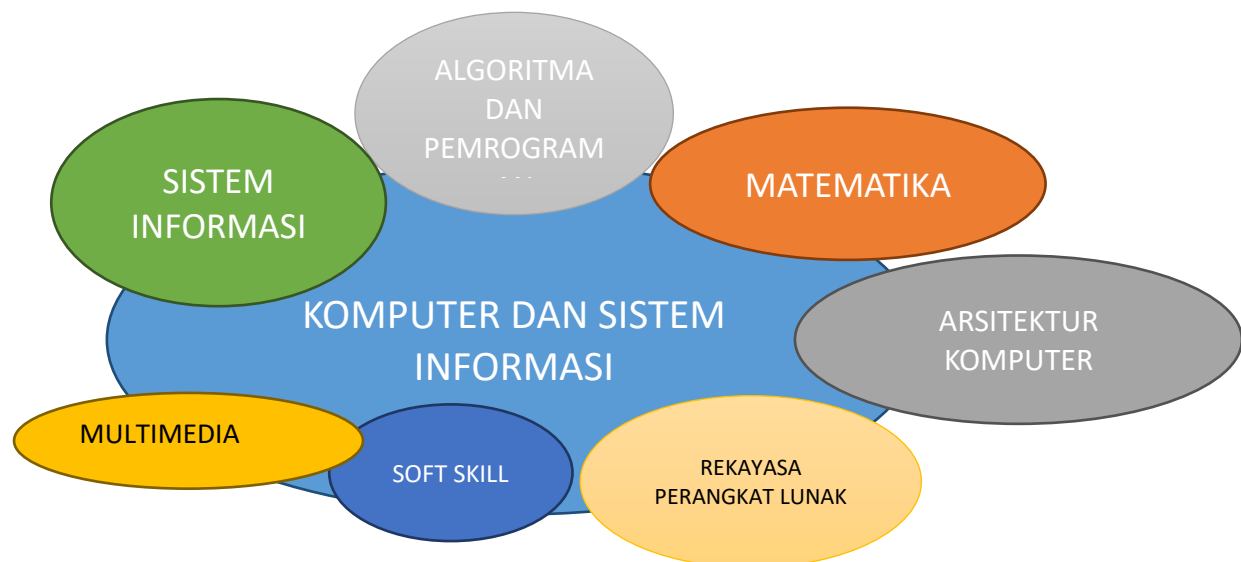 ALGORITMA
DAN
PEMROGRAM
SISTEM
INFORMASI
MATEMATIKA
KOMPUTER DAN SISTEM
INFORMASI
ARSITEKTUR
KOMPUTER
MULTIMEDIA
SOFT SKILL
REKAYASA
PERANGKAT LUNAK